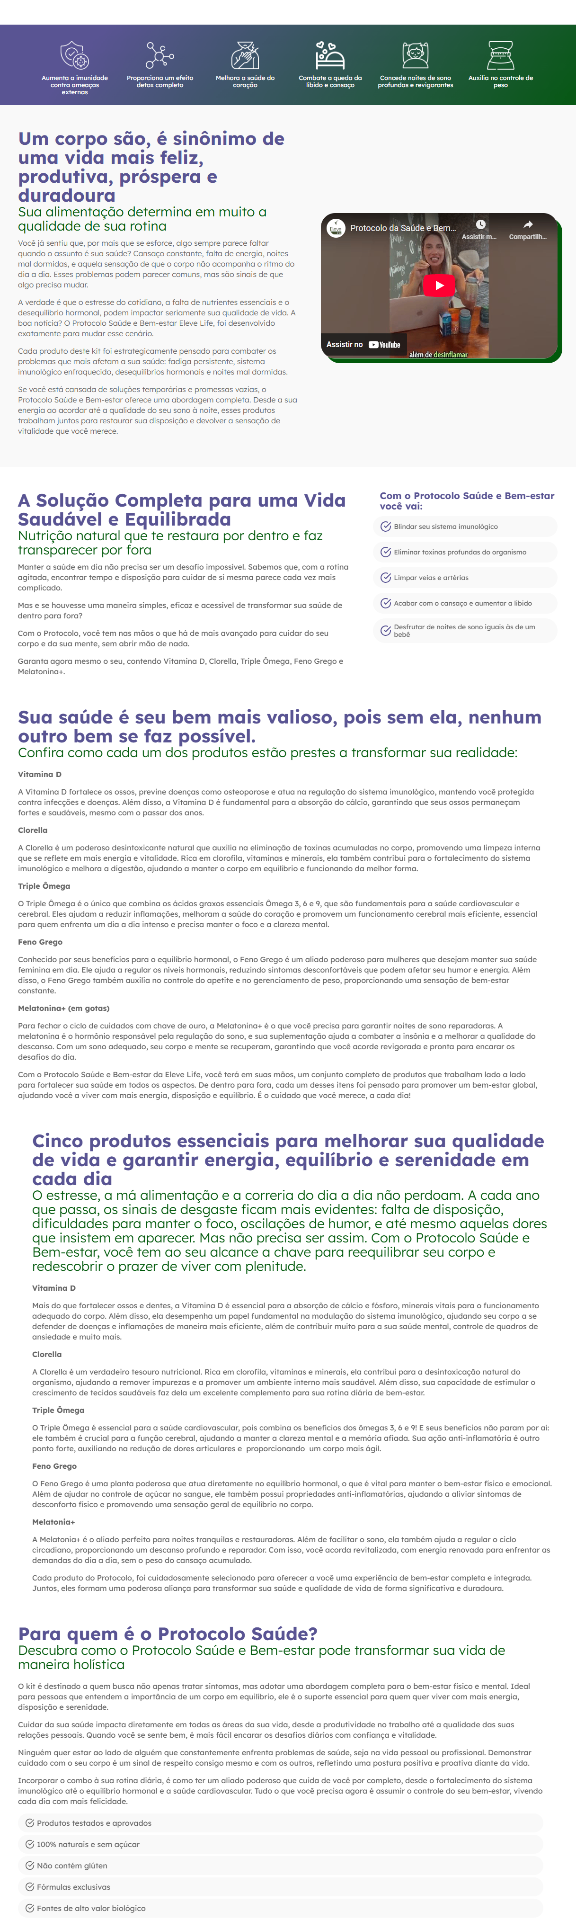 Aumenta a imunidade
contra ameaças
externas
Proporciona um efeito
detox completo
Melhora a saúde do
coração
Combate a queda da
libido e cansaço
Concede noites de sono
profundas e revigorantes
Auxilia no controle de
peso
Um corpo são, é sinônimo de
uma vida mais feliz,
produtiva, próspera e
duradoura
Sua alimentação determina em muito a
qualidade de sua rotina
Você já sentiu que, por mais que se esforce, algo sempre parece faltar
quando o assunto é sua saúde? Cansaço constante, falta de energia, noites
mal dormidas, e aquela sensação de que o corpo não acompanha o ritmo do
dia a dia. Esses problemas podem parecer comuns, mas são sinais de que
algo precisa mudar.
A verdade é que o estresse do cotidiano, a falta de nutrientes essenciais e o
desequilíbrio hormonal, podem impactar seriamente sua qualidade de vida. A
boa notícia? O Protocolo Saúde e Bem-estar Eleve Life, foi desenvolvido
exatamente para mudar esse cenário.
Cada produto deste kit foi estrategicamente pensado para combater os
problemas que mais afetam a sua saúde: fadiga persistente, sistema
imunológico enfraquecido, desequilíbrios hormonais e noites mal dormidas.
Se você está cansada de soluções temporárias e promessas vazias, o
Protocolo Saúde e Bem-estar oferece uma abordagem completa. Desde a sua
energia ao acordar até a qualidade do seu sono à noite, esses produtos
trabalham juntos para restaurar sua disposição e devolver a sensação de
vitalidade que você merece.
Protocolo da Saúde e Bem...
Assistir m...
Compartilh...
Assistir no YouTube
além de desinflamar
A Solução Completa para uma Vida
Saudável e Equilibrada
Nutrição natural que te restaura por dentro e faz
transparecer por fora
Manter a saúde em dia não precisa ser um desafio impossível. Sabemos que, com a rotina
agitada, encontrar tempo e disposição para cuidar de si mesma parece cada vez mais
complicado.
Mas e se houvesse uma maneira simples, eficaz e acessível de transformar sua saúde de
dentro para fora?
Com o Protocolo, você tem nas mãos o que há de mais avançado para cuidar do seu
corpo e da sua mente, sem abrir mão de nada.
Garanta agora mesmo o seu, contendo Vitamina D, Clorella, Triple Ômega, Feno Grego e
Melatonina+.
Com o Protocolo Saúde e Bem-estar
você vai:
Blindar seu sistema imunológico
Eliminar toxinas profundas do organismo
Limpar veias e artérias
Acabar com o cansaço e aumentar a libido
Desfrutar de noites de sono iguais às de um
bebê
Sua saúde é seu bem mais valioso, pois sem ela, nenhum
outro bem se faz possível.
Confira como cada um dos produtos estão prestes a transformar sua realidade:
Vitamina D
A Vitamina D fortalece os ossos, previne doenças como osteoporose e atua na regulação do sistema imunológico, mantendo você protegida
contra infecções e doenças. Além disso, a Vitamina D é fundamental para a absorção do cálcio, garantindo que seus ossos permaneçam
fortes e saudáveis, mesmo com o passar dos anos.
Clorella
A Clorella é um poderoso desintoxicante natural que auxilia na eliminação de toxinas acumuladas no corpo, promovendo uma limpeza interna
que se reflete em mais energia e vitalidade. Rica em clorofila, vitaminas e minerais, ela também contribui para o fortalecimento do sistema
imunológico e melhora a digestão, ajudando a manter o corpo em equilíbrio e funcionando da melhor forma.
Triple Ômega
O Triple Ômega é o único que combina os ácidos graxos essenciais Ômega 3, 6 e 9, que são fundamentais para a saúde cardiovascular e
cerebral. Eles ajudam a reduzir inflamações, melhoram a saúde do coração e promovem um funcionamento cerebral mais eficiente, essencial
para quem enfrenta um dia a dia intenso e precisa manter o foco e a clareza mental.
Feno Grego
Conhecido por seus benefícios para o equilíbrio hormonal, o Feno Grego é um aliado poderoso para mulheres que desejam manter sua saúde
feminina em dia. Ele ajuda a regular os níveis hormonais, reduzindo sintomas desconfortáveis que podem afetar seu humor e energia. Além
disso, o Feno Grego também auxilia no controle do apetite e no gerenciamento de peso, proporcionando uma sensação de bem-estar
constante.
Melatonina+ (em gotas)
Para fechar o ciclo de cuidados com chave de ouro, a Melatonina+ é o que você precisa para garantir noites de sono reparadoras. A
melatonina é o hormônio responsável pela regulação do sono, e sua suplementação ajuda a combater a insônia e a melhorar a qualidade do
descanso. Com um sono adequado, seu corpo e mente se recuperam, garantindo que você acorde revigorada e pronta para encarar os
desafios do dia.
Com o Protocolo Saúde e Bem-estar da Eleve Life, você terá em suas mãos, um conjunto completo de produtos que trabalham lado a lado
para fortalecer sua saúde em todos os aspectos. De dentro para fora, cada um desses itens foi pensado para promover um bem-estar global,
ajudando você a viver com mais energia, disposição e equilíbrio. É o cuidado que você merece, a cada dia!
Cinco produtos essenciais para melhorar sua qualidade
de vida e garantir energia, equilíbrio e serenidade em
cada dia
O estresse, a má alimentação e a correria do dia a dia não perdoam. A cada ano
que passa, os sinais de desgaste ficam mais evidentes: falta de disposição,
dificuldades para manter o foco, oscilações de humor, e até mesmo aquelas dores
que insistem em aparecer. Mas não precisa ser assim. Com o Protocolo Saúde e
Bem-estar, você tem ao seu alcance a chave para reequilibrar seu corpo e
redescobrir o prazer de viver com plenitude.
Vitamina D
Mais do que fortalecer ossos e dentes, a Vitamina D é essencial para a absorção de cálcio e fósforo, minerais vitais para o funcionamento
adequado do corpo. Além disso, ela desempenha um papel fundamental na modulação do sistema imunológico, ajudando seu corpo a se
defender de doenças e inflamações de maneira mais eficiente, além de contribuir muito para a sua saúde mental, controle de quadros de
ansiedade e muito mais.
Clorella
A Clorella é um verdadeiro tesouro nutricional. Rica em clorofila, vitaminas e minerais, ela contribui para a desintoxicação natural do
organismo, ajudando a remover impurezas e a promover um ambiente interno mais saudável. Além disso, sua capacidade de estimular o
crescimento de tecidos saudáveis faz dela um excelente complemento para sua rotina diária de bem-estar.
Triple Ômega
O Triple Ômega é essencial para a saúde cardiovascular, pois combina os benefícios dos ômegas 3, 6 e 9! E seus benefícios não param por aí:
ele também é crucial para a função cerebral, ajudando a manter a clareza mental e a memória afiada. Sua ação anti-inflamatória é outro
ponto forte, auxiliando na redução de dores articulares e proporcionando um corpo mais ágil.
Feno Grego
O Feno Grego é uma planta poderosa que atua diretamente no equilíbrio hormonal, o que é vital para manter o bem-estar físico e emocional.
Além de ajudar no controle de açúcar no sangue, ele também possui propriedades anti-inflamatórias, ajudando a aliviar sintomas de
desconforto físico e promovendo uma sensação geral de equilíbrio no corpo.
Melatonia+
A Melatonia+ é o aliado perfeito para noites tranquilas e restauradoras. Além de facilitar o sono, ela também ajuda a regular o ciclo
circadiano, proporcionando um descanso profundo e reparador. Com isso, você acorda revitalizada, com energia renovada para enfrentar as
demandas do dia a dia, sem o peso do cansaço acumulado.
Cada produto do Protocolo, foi cuidadosamente selecionado para oferecer a você uma experiência de bem-estar completa e integrada.
Juntos, eles formam uma poderosa aliança para transformar sua saúde e qualidade de vida de forma significativa e duradoura.
Para quem é o Protocolo Saúde?
Descubra como o Protocolo Saúde e Bem-estar pode transformar sua vida de
maneira holística
O kit é destinado a quem busca não apenas tratar sintomas, mas adotar uma abordagem completa para o bem-estar físico e mental. Ideal
para pessoas que entendem a importância de um corpo em equilíbrio, ele é o suporte essencial para quem quer viver com mais energia,
disposição e serenidade.
Cuidar da sua saúde impacta diretamente em todas as áreas da sua vida, desde a produtividade no trabalho até a qualidade das suas
relações pessoais. Quando você se sente bem, é mais fácil encarar os desafios diários com confiança e vitalidade.
Ninguém quer estar ao lado de alguém que constantemente enfrenta problemas de saúde, seja na vida pessoal ou profissional. Demonstrar
cuidado com o seu corpo é um sinal de respeito consigo mesmo e com os outros, refletindo uma postura positiva e proativa diante da vida.
Incorporar o combo à sua rotina diária, é como ter um aliado poderoso que cuida de você por completo, desde o fortalecimento do sistema
imunológico até o equilíbrio hormonal e a saúde cardiovascular. Tudo o que você precisa agora é assumir o controle do seu bem-estar, vivendo
cada dia com mais felicidade.
Produtos testados e aprovados
100% naturais e sem açúcar
Não contém glúten
Fórmulas exclusivas
Fontes de alto valor biológico